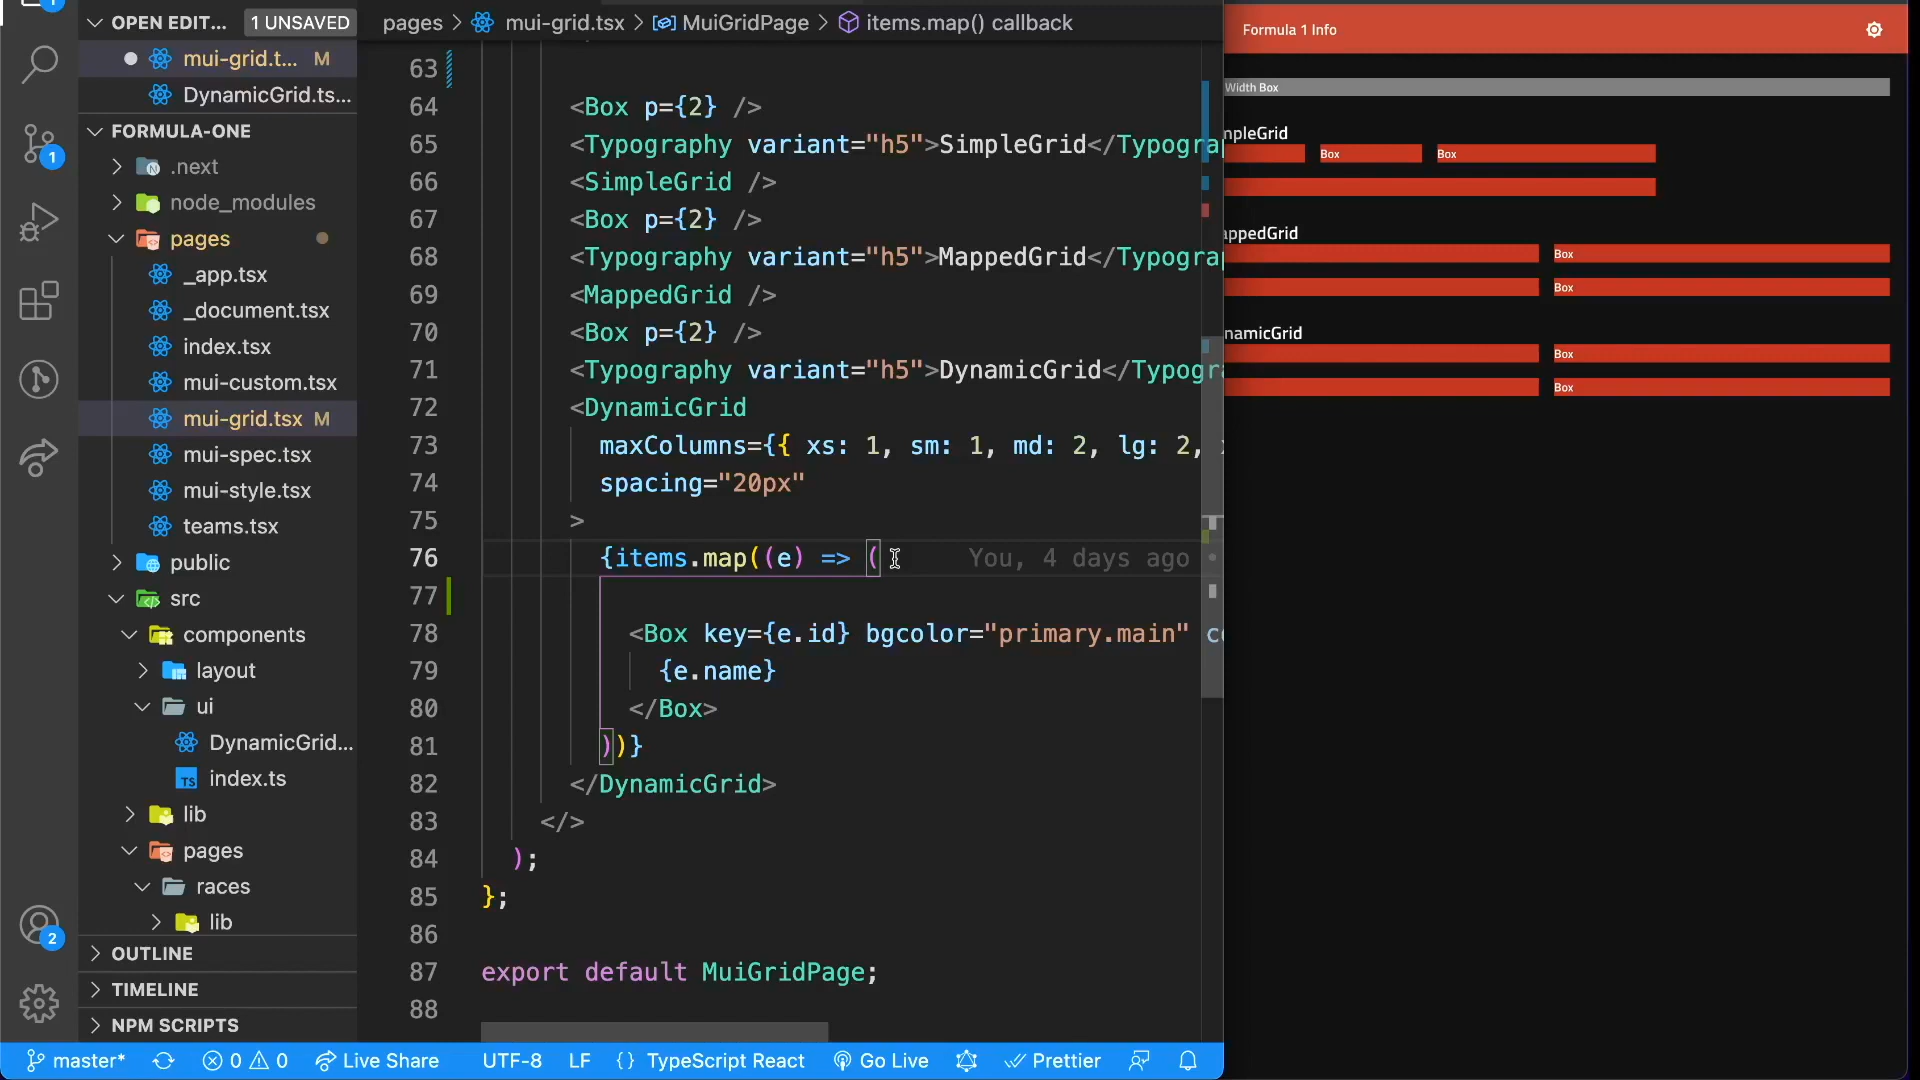 OPEN EDIT...
1 UNSAVED
mui-grid.t... M
DynamicGrid.ts...
FORMULA-ONE
.next
node_modules
pages
_app.tsx
_document.tsx
index.tsx
mui-custom.tsx
mui-grid.tsx M
mui-spec.tsx
mui-style.tsx
teams.tsx
public
src
components
layout
ui
DynamicGrid...
TS index.ts
lib
pages
races
lib
OUTLINE
TIMELINE
NPM SCRIPTS
1
2
pages > mui-grid.tsx > MuiGridPage > items.map() callback
63
64 <Box p={2} />
65 <Typography variant="h5">SimpleGrid</Typogra
66 <SimpleGrid />
67 <Box p={2} />
68 <Typography variant="h5">MappedGrid</Typogra
69 <MappedGrid />
70 <Box p={2} />
71 <Typography variant="h5">DynamicGrid</Typogr
72 <DynamicGrid
73 maxColumns={{ xs: 1, sm: 1, md: 2, lg: 2,
74 spacing="20px"
75 >
76 {items.map((e) => ( You, 4 days ago •
77
78 <Box key={e.id} bgcolor="primary.main" co
79 {e.name}
80 </Box>
81 ))}
82 </DynamicGrid>
83 </>
84 );
85 };
86
87 export default MuiGridPage;
88
master* 0 0 Live Share UTF-8 LF {} TypeScript React Go Live Prettier
Formula 1 Info
Width Box
mpleGrid
Box Box
appedGrid
Box
Box
namicGrid
Box
Box